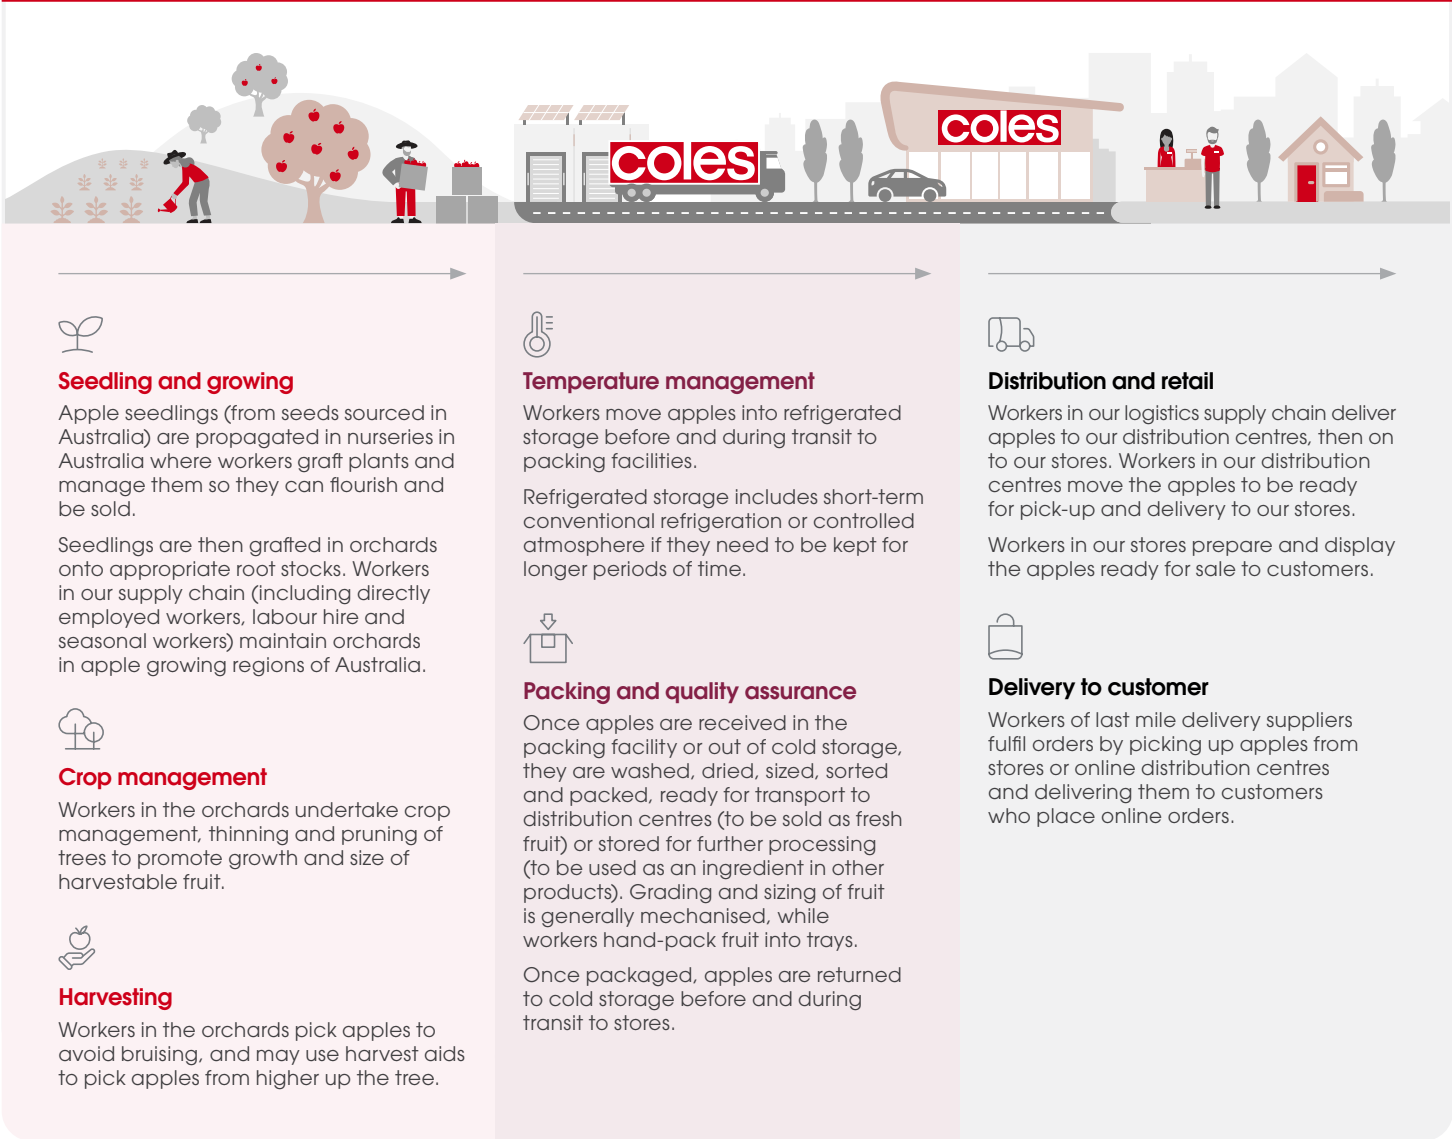 coles
coles
Seedling and growing
Apple seedlings (from seeds sourced in
Australia) are propagated in nurseries in
Australia where workers graft plants and
manage them so they can flourish and
be sold.
Seedlings are then grafted in orchards
onto appropriate root stocks. Workers
in our supply chain (including directly
employed workers, labour hire and
seasonal workers) maintain orchards
in apple growing regions of Australia.
Crop management
Workers in the orchards undertake crop
management, thinning and pruning of
trees to promote growth and size of
harvestable fruit.
Harvesting
Workers in the orchards pick apples to
avoid bruising, and may use harvest aids
to pick apples from higher up the tree.
Temperature management
Workers move apples into refrigerated
storage before and during transit to
packing facilities.
Refrigerated storage includes short-term
conventional refrigeration or controlled
atmosphere if they need to be kept for
longer periods of time.
Packing and quality assurance
Once apples are received in the
packing facility or out of cold storage,
they are washed, dried, sized, sorted
and packed, ready for transport to
distribution centres (to be sold as fresh
fruit) or stored for further processing
(to be used as an ingredient in other
products). Grading and sizing of fruit
is generally mechanised, while
workers hand-pack fruit into trays.
Once packaged, apples are returned
to cold storage before and during
transit to stores.
Distribution and retail
Workers in our logistics supply chain deliver
apples to our distribution centres, then on
to our stores. Workers in our distribution
centres move the apples to be ready
for pick-up and delivery to our stores.
Workers in our stores prepare and display
the apples ready for sale to customers.
Delivery to customer
Workers of last mile delivery suppliers
fulfil orders by picking up apples from
stores or online distribution centres
and delivering them to customers
who place online orders.